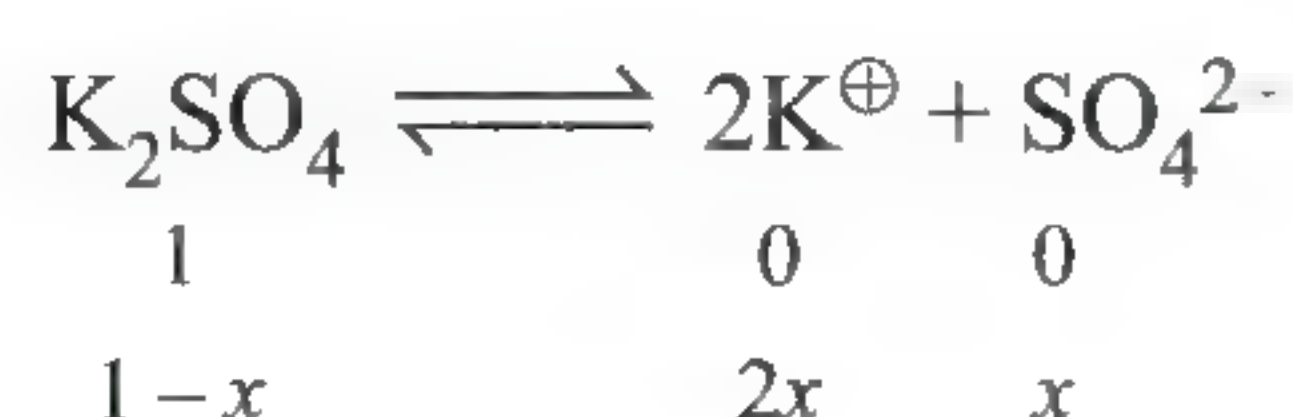 K₂SO₄ ⇌ 2K⊕ + SO₄²⁻
1 0 0
1 − x 2x x